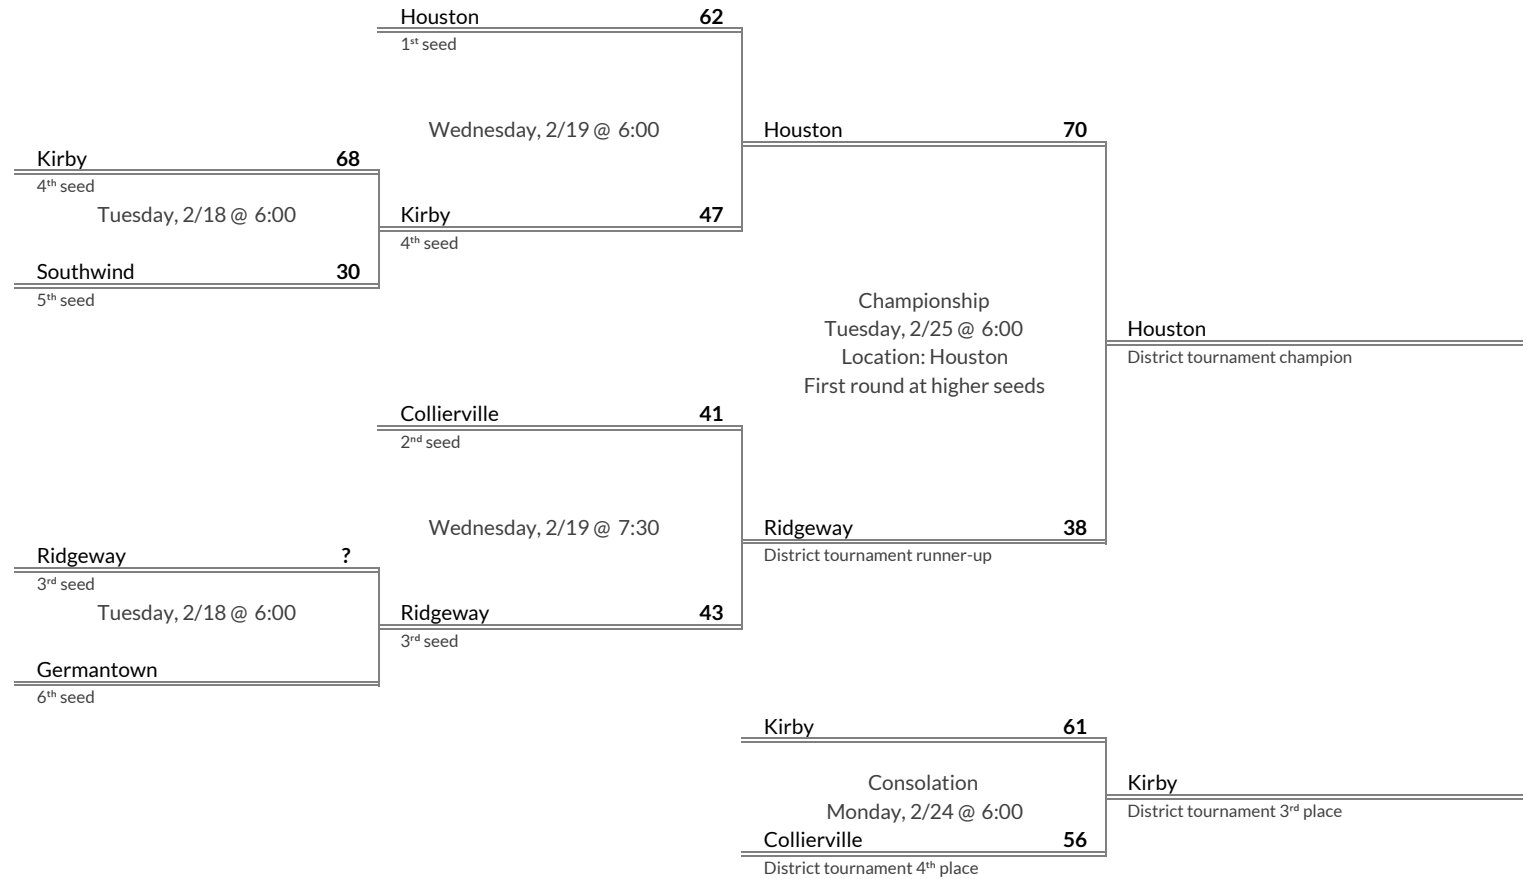 Houston 62
1st seed
Wednesday, 2/19 @ 6:00
Houston 70
Kirby 68
4th seed
Tuesday, 2/18 @ 6:00
Kirby 47
4th seed
Southwind 30
5th seed
Championship
Tuesday, 2/25 @ 6:00
Location: Houston
First round at higher seeds
Houston
District tournament champion
Collierville 41
2nd seed
Wednesday, 2/19 @ 7:30
Ridgeway 38
District tournament runner-up
Ridgeway ?
3rd seed
Tuesday, 2/18 @ 6:00
Ridgeway 43
3rd seed
Germantown
6th seed
Kirby 61
Consolation
Monday, 2/24 @ 6:00
Kirby
District tournament 3rd place
Collierville 56
District tournament 4th place